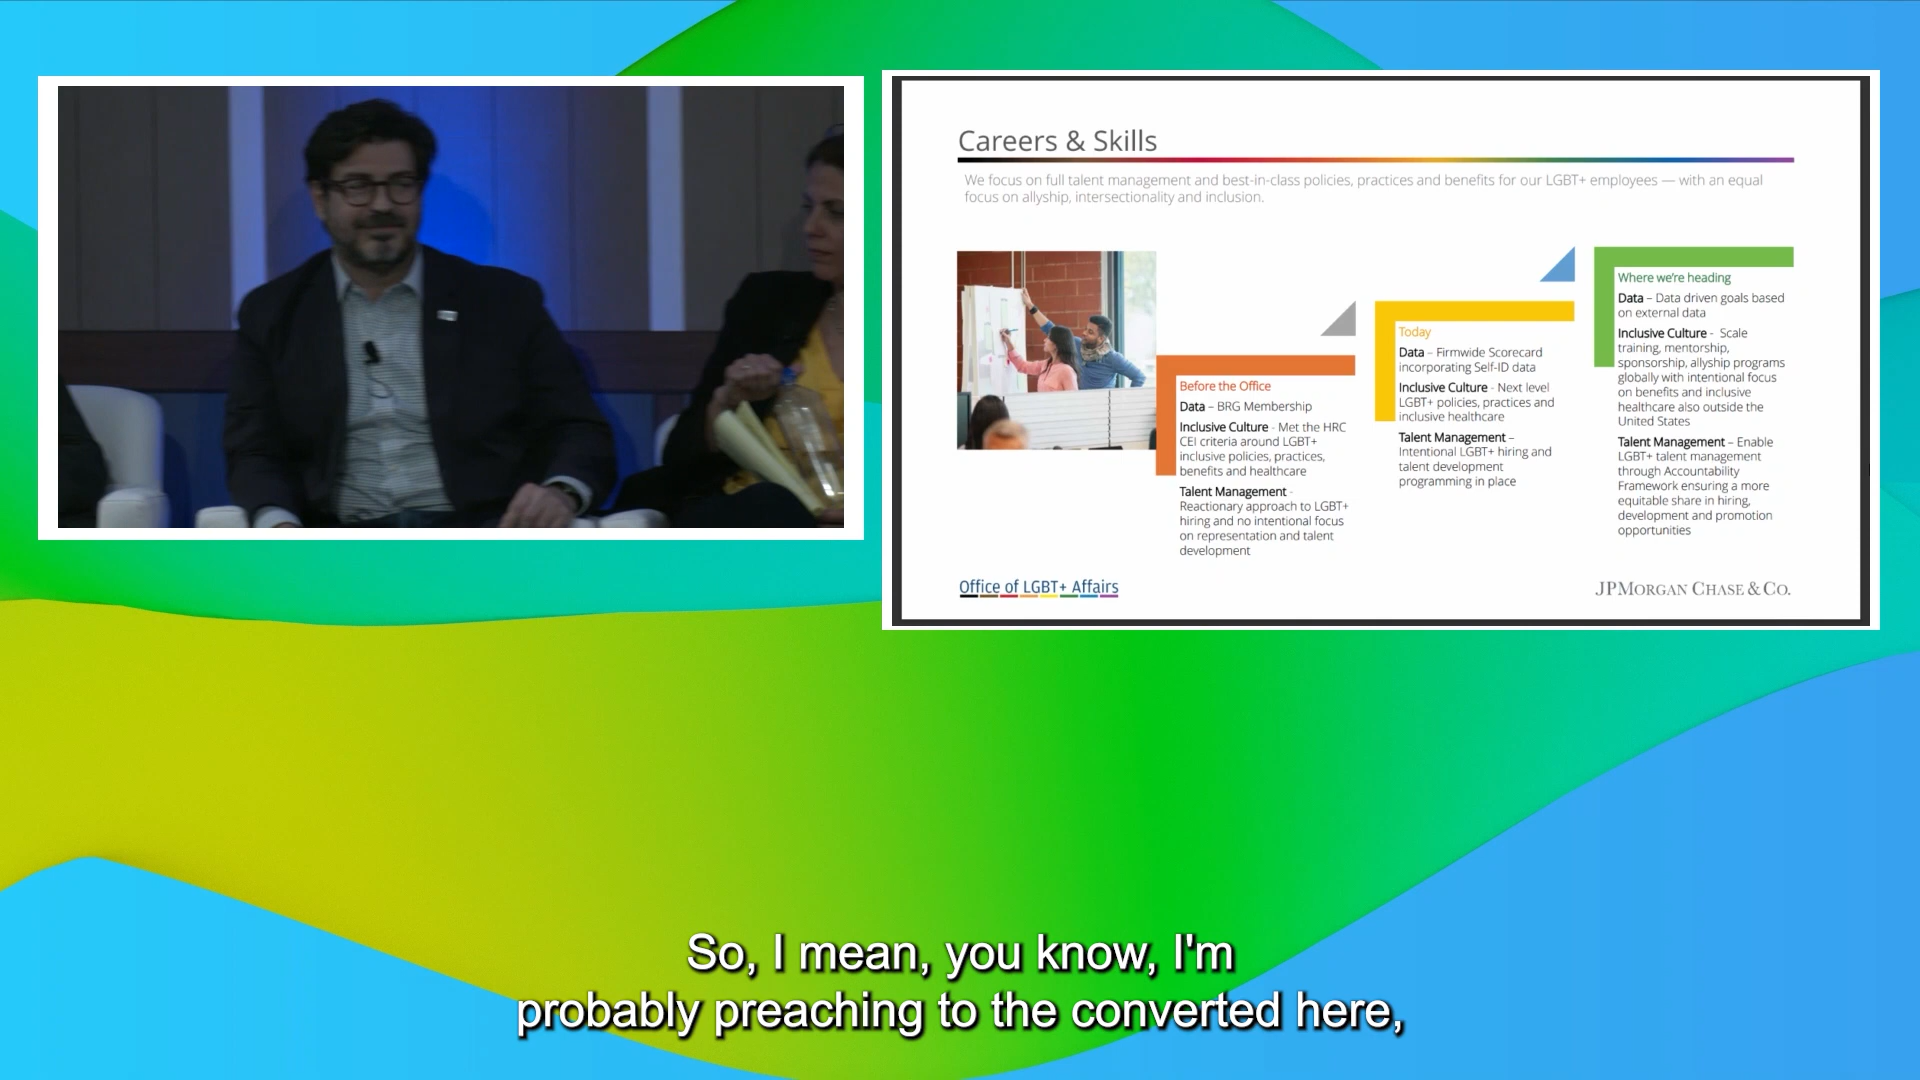 Careers & Skills
We focus on full talent management and best-in-class policies, practices and benefits for our LGBT+ employees — with an equal
focus on allyship, intersectionality and inclusion.
Before the Office
Data – BRG Membership
Inclusive Culture - Met the HRC
CEI criteria around LGBT+
inclusive policies, practices,
benefits and healthcare
Talent Management -
Reactionary approach to LGBT+
hiring and no intentional focus
on representation and talent
development
Today
Data – Firmwide Scorecard
incorporating Self-ID data
Inclusive Culture - Next level
LGBT+ policies, practices and
inclusive healthcare
Talent Management –
Intentional LGBT+ hiring and
talent development
programming in place
Where we're heading
Data – Data driven goals based
on external data
Inclusive Culture - Scale
training, mentorship,
sponsorship, allyship programs
globally with intentional focus
on benefits and inclusive
healthcare also outside the
United States
Talent Management – Enable
LGBT+ talent management
through Accountability
Framework ensuring a more
equitable share in hiring,
development and promotion
opportunities
Office of LGBT+ Affairs
JPMORGAN CHASE & CO.
So, I mean, you know, I'm
probably preaching to the converted here,